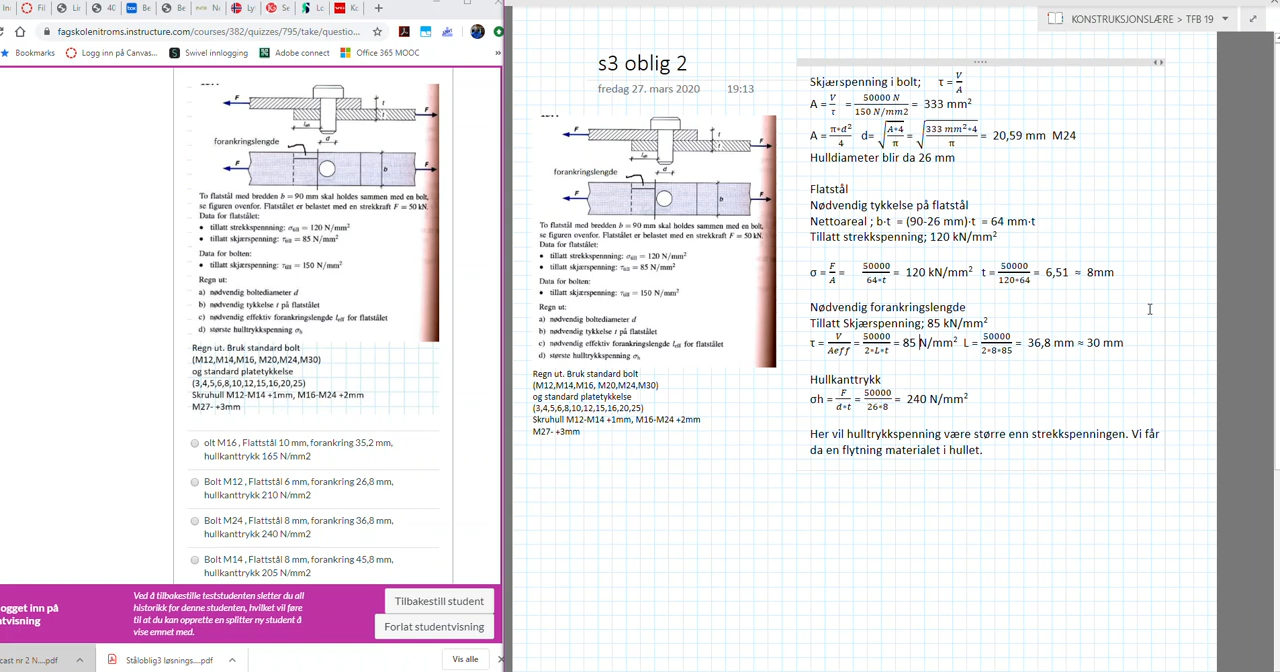 In
Fil
Lir
40
Be
Be
N
Ly
Se
Lo
Kc
fagskolenitroms.instructure.com/courses/382/quizzes/795/take/questio...
Bookmarks
Logg inn på Canvas...
Swivel innlogging
Adobe connect
Office 365 MOOC
»
F
F
t
t
d
forankringslengde
F
F
b
To flatstål med bredden b = 90 mm skal holdes sammen med en bolt,
se figuren ovenfor. Flatstålet er belastet med en strekkraft F = 50 kN.
Data for flatstålet:
• tillatt strekkspenning: σtill = 120 N/mm²
• tillatt skjærspenning: τtill = 85 N/mm²
Data for bolten:
• tillatt skjærspenning: τtill = 150 N/mm²
Regn ut:
a) nødvendig boltediameter d
b) nødvendig tykkelse t på flatstålet
c) nødvendig effektiv forankringslengde leff for flatstålet
d) største hulltrykkspenning σh
Regn ut. Bruk standard bolt
(M12,M14,M16, M20,M24,M30)
og standard platetykkelse
(3,4,5,6,8,10,12,15,16,20,25)
Skruhull M12-M14 +1mm, M16-M24 +2mm
M27- +3mm
olt M16 , Flattstål 10 mm, forankring 35,2 mm,
hullkanttrykk 165 N/mm2
Bolt M12 , Flattstål 6 mm, forankring 26,8 mm,
hullkanttrykk 210 N/mm2
Bolt M24 , Flattstål 8 mm, forankring 36,8 mm,
hullkanttrykk 240 N/mm2
Bolt M14 , Flattstål 8 mm, forankring 45,8 mm,
hullkanttrykk 205 N/mm2
ogget inn på
ntvisning
Ved å tilbakestille teststudenten sletter du all
historikk for denne studenten, hvilket vil føre
til at du kan opprette en splitter ny student å
vise emnet med.
Tilbakestill student
Forlat studentvisning
cast nr 2 N....pdf
Ståloblig3 løsnings....pdf
Vis alle
KONSTRUKSJONSLÆRE > TFB 19
s3 oblig 2
fredag 27. mars 2020 19:13
F
F
t
t
d
forankringslengde
F
F
b
To flatstål med bredden b = 90 mm skal holdes sammen med en bolt,
se figuren ovenfor. Flatstålet er belastet med en strekkraft F = 50 kN.
Data for flatstålet:
• tillatt strekkspenning: σtill = 120 N/mm²
• tillatt skjærspenning: τtill = 85 N/mm²
Data for bolten:
• tillatt skjærspenning: τtill = 150 N/mm²
Regn ut:
a) nødvendig boltediameter d
b) nødvendig tykkelse t på flatstålet
c) nødvendig effektiv forankringslengde leff for flatstålet
d) største hulltrykkspenning σh
Regn ut. Bruk standard bolt
(M12,M14,M16, M20,M24,M30)
og standard platetykkelse
(3,4,5,6,8,10,12,15,16,20,25)
Skruhull M12-M14 +1mm, M16-M24 +2mm
M27- +3mm
Skjærspenning i bolt; τ = V/A
A = V/τ = 50000 N/150 N/mm2 = 333 mm²
A = π∗d²/4 d= √(A∗4/π) = √(333 mm²∗4/π) = 20,59 mm M24
Hulldiameter blir da 26 mm
Flatstål
Nødvendig tykkelse på flatstål
Nettoareal ; b·t = (90-26 mm)·t = 64 mm·t
Tillatt strekkspenning; 120 kN/mm²
σ = F/A = 50000/64∗t = 120 kN/mm² t = 50000/120∗64 = 6,51 ≈ 8mm
Nødvendig forankringslengde
Tillatt Skjærspenning; 85 kN/mm²
τ = V/Aeff = 50000/2∗L∗t = 85 N/mm² L = 50000/2∗8∗85 = 36,8 mm ≈ 30 mm
Hullkanttrykk
σh = F/d∗t = 50000/26∗8 = 240 N/mm²
Her vil hulltrykkspenning være større enn strekkspenningen. Vi får
da en flytning materialet i hullet.